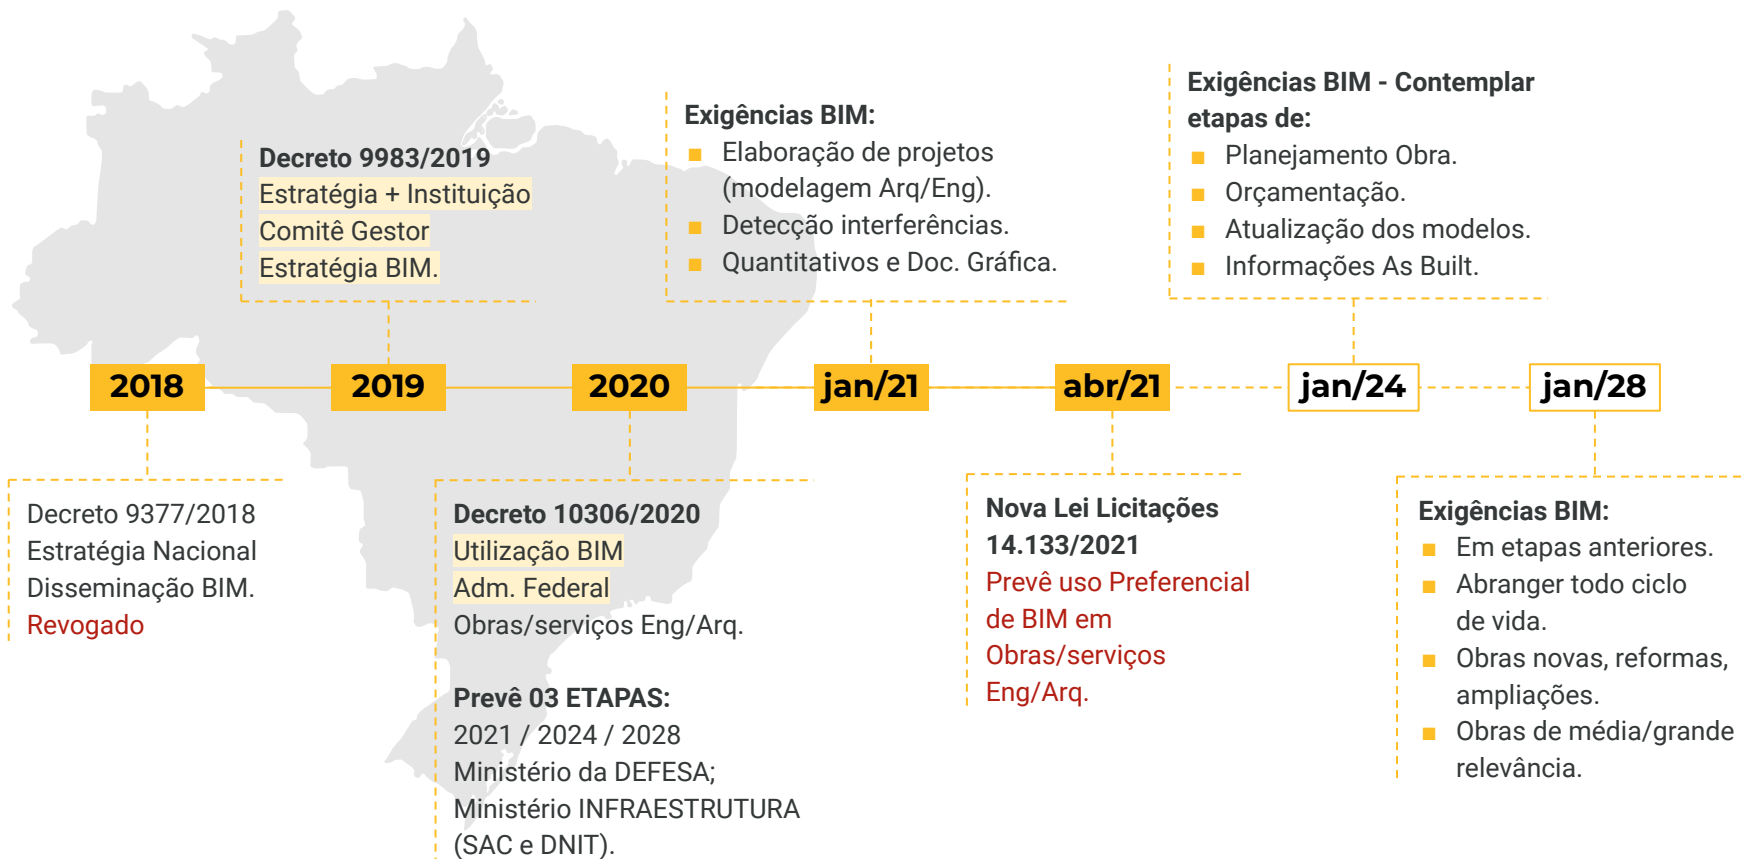 Decreto 9983/2019
Estratégia + Instituição
Comitê Gestor
Estratégia BIM.
Exigências BIM:
■ Elaboração de projetos
(modelagem Arq/Eng).
■ Detecção interferências.
■ Quantitativos e Doc. Gráfica.
Exigências BIM - Contemplar
etapas de:
■ Planejamento Obra.
■ Orçamentação.
■ Atualização dos modelos.
■ Informações As Built.
2018
2019
2020
jan/21
abr/21
jan/24
jan/28
Decreto 9377/2018
Estratégia Nacional
Disseminação BIM.
Revogado
Decreto 10306/2020
Utilização BIM
Adm. Federal
Obras/serviços Eng/Arq.
Prevê 03 ETAPAS:
2021 / 2024 / 2028
Ministério da DEFESA;
Ministério INFRAESTRUTURA
(SAC e DNIT).
Nova Lei Licitações
14.133/2021
Prevê uso Preferencial
de BIM em
Obras/serviços
Eng/Arq.
Exigências BIM:
■ Em etapas anteriores.
■ Abranger todo ciclo
de vida.
■ Obras novas, reformas,
ampliações.
■ Obras de média/grande
relevância.